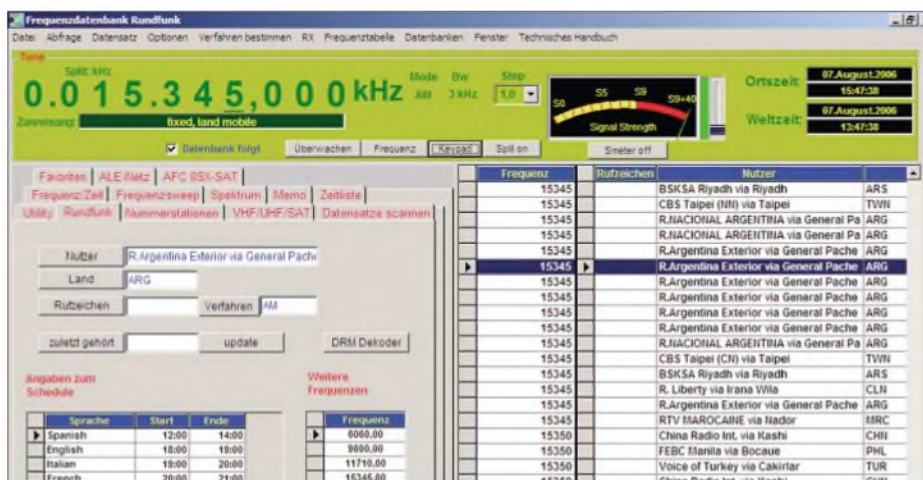 Frequenzdatenbank Rundfunk
Datei Abfrage Datensatz Optionen Verfahren bestimmen RX Frequenztabelle Datenbanken Fenster Technisches Handbuch
Tune
Split: kHz
0.015.345,000 kHz
Mode Bw Step
AM 3 kHz 1,0
S0 S5 S9 S9+40
Signal Strength
Ortszeit: 07.August.2006
15:47:38
Weltzeit: 07.August.2006
13:47:38
Zuweisung: fixed, land mobile
Datenbank folgt Überwachen Frequenz Keypad Split on Smeter off
Favoriten ALE-Netz AFC
Frequenz/Zeit Frequenzsweep Spektrum Memo Zeitliste
Utility Rundfunk Nummerstationen VHF/UHF/SAT Datensätze scannen
Nutzer R.Argentina Exterior via General Pache
Land ARG
Rufzeichen Verfahren AM
zuletzt gehört update DRM Dekoder
Angaben zum Schedule
Weitere Frequenzen
Sprache Start Ende
Spanish 12:00 14:00
English 18:00 19:00
Italian 19:00 20:00
French 20:00 21:00
Frequenz
6060,00
9690,00
11710,00
15345,00
Frequenz Rufzeichen Nutzer
15345 BSKSA Riyadh via Riyadh ARS
15345 CBS Taipei (NN) via Taipei TWN
15345 R.NACIONAL ARGENTINA via General Pa ARG
15345 R.NACIONAL ARGENTINA via General Pa ARG
15345 R.Argentina Exterior via General Pache ARG
15345 R.Argentina Exterior via General Pache ARG
15345 R.Argentina Exterior via General Pache ARG
15345 R.Argentina Exterior via General Pache ARG
15345 R.Argentina Exterior via General Pache ARG
15345 R.Argentina Exterior via General Pache ARG
15345 R.NACIONAL ARGENTINA via General Pa ARG
15345 CBS Taipei (CN) via Taipei TWN
15345 BSKSA Riyadh via Riyadh ARS
15345 R. Liberty via Irana Wila CLN
15345 R.Argentina Exterior via General Pache ARG
15345 RTV MAROCAINE via Nador MRC
15350 China Radio Int. via Kashi CHN
15350 FEBC Manila via Bocaue PHL
15350 Voice of Turkey via Cakirlar TUR
15350 China Radio Int. via Kashi CHN